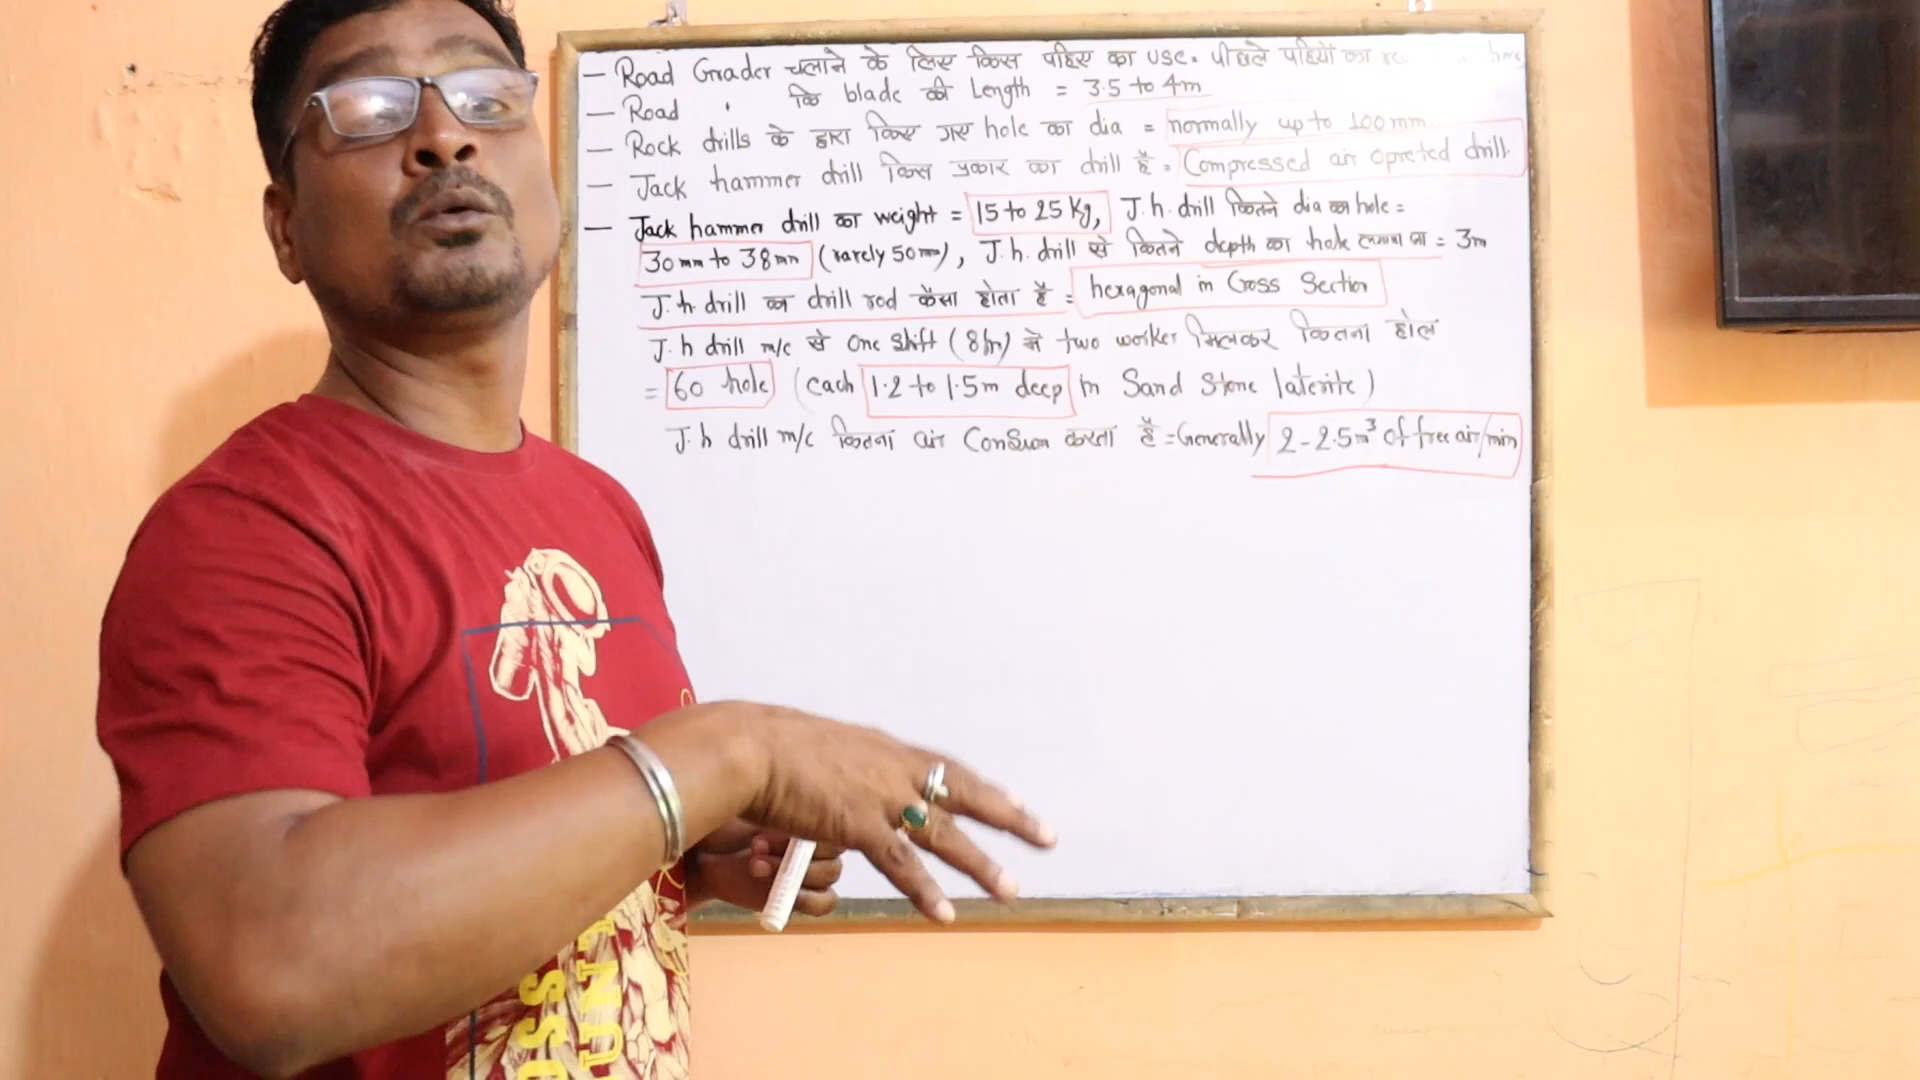 — Road Grader चलाने के लिए किस पहिए का use. पीछले पहियों का
— Road " कि blade की Length = 3.5 to 4m
— Rock drills के द्वारा किए गए hole का dia = normally up to 100mm.
— Jack hammer drill किस प्रकार का drill है = Compressed air opreted drill.
— Jack hammer drill का weight = 15 to 25 Kg, J.h. drill कितने dia का hole =
30mm to 38mm (rarely 50mm), J.h. drill से कितने depth का hole = 3m
J.h drill का drill rod कैसा होता है = hexagonal in Cross Section
J.h drill m/c से One Shift (8hr) मे two worker मिलकर कितना होल
= 60 hole (each 1.2 to 1.5m deep in Sand Stone laterite)
J.h drill m/c कितना air Consum करता है = Generally 2-2.5m³ of free air/min
OSS
UN